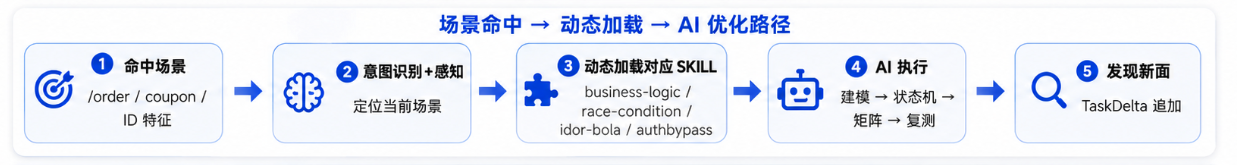 场景命中 → 动态加载 → AI 优化路径
1 命中场景
/order / coupon /
ID 特征
2 意图识别+感知
定位当前场景
3 动态加载对应 SKILL
business-logic /
race-condition /
idor-bola / authbypass
4 AI 执行
建模 → 状态机 →
矩阵 → 复测
5 发现新面
TaskDelta 追加